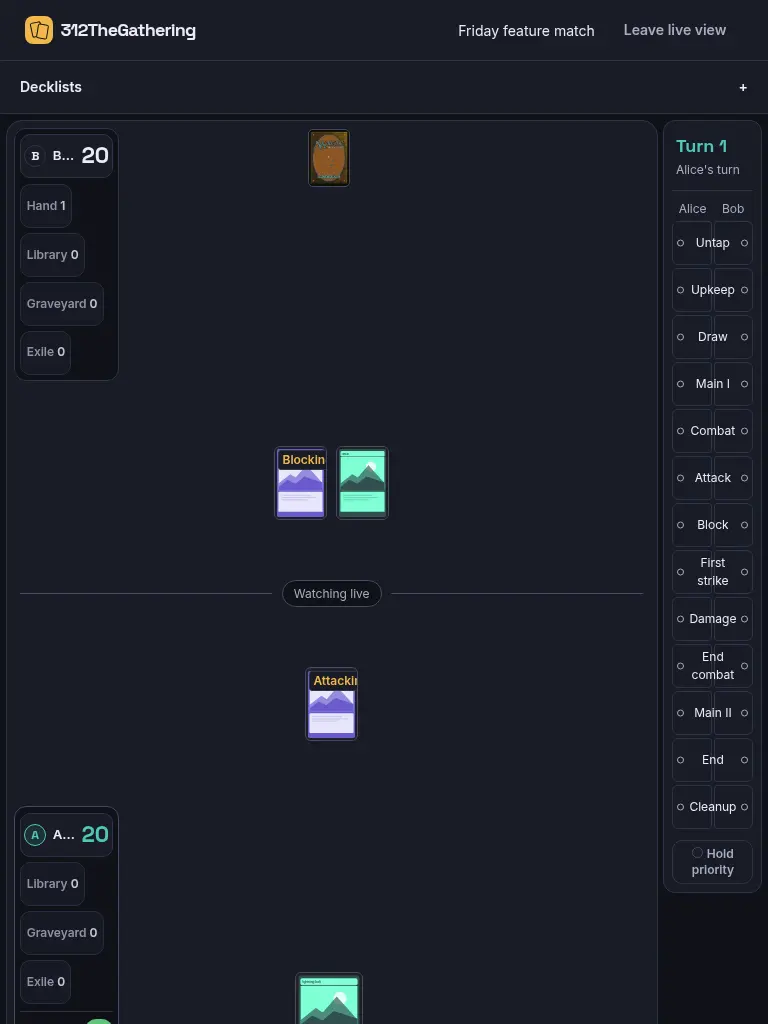 312TheGathering
Friday feature match
Leave live view
Decklists
+
B
B...
20
Hand 1
Library 0
Graveyard 0
Exile 0
Blockin
Watching live
Attackin
A
A...
20
Library 0
Graveyard 0
Exile 0
Turn 1
Alice's turn
Alice Bob
Untap
Upkeep
Draw
Main I
Combat
Attack
Block
First
strike
Damage
End
combat
Main II
End
Cleanup
Hold
priority